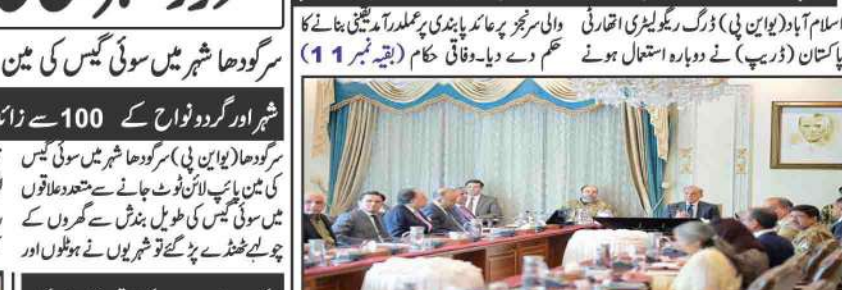 اسلام آباد (یو این پی) ڈرگ ریگولیٹری اتھارٹی
پاکستان (ڈریپ) نے دوبارہ استعمال ہونے
والی سرنجز پر عائد پابندی پر عملدرآمد یقینی بنانے کا
حکم دے دیا۔ وفاقی حکام (بقیہ نمبر 11)
سرگودھا شہر میں سوئی گیس کی مین
شہر اور گردونواح کے 100 سے زائد
سرگودھا (یو این پی) سرگودھا شہر میں سوئی گیس
کی مین پائپ لائن ٹوٹ جانے سے متعدد علاقوں
میں سوئی گیس کی طویل بندش سے گھروں کے
چولہے ٹھنڈے پڑ گئے تو شہریوں نے ہوٹلوں اور